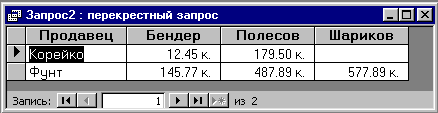 Запрос2 : перекрестный запрос
Продавец Бендер Полесов Шариков
Корейко 12.45 к. 179.50 к.
Фунт 145.77 к. 487.89 к. 577.89 к.
Запись: 1 из 2